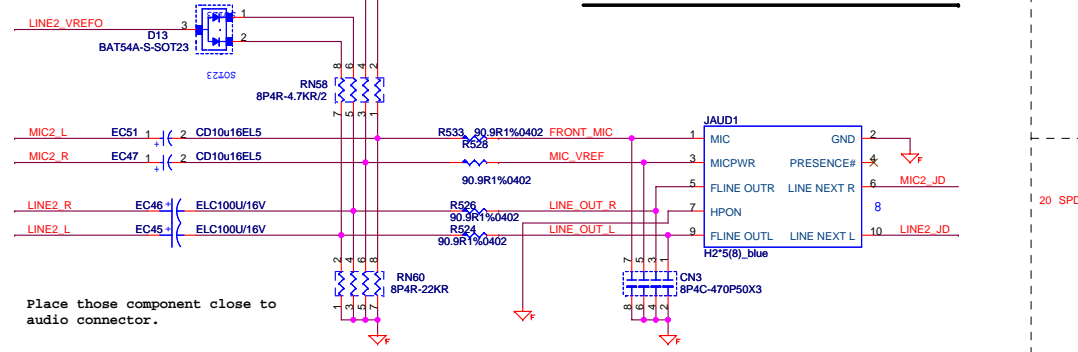 LINE2_VREFO
3
1
2
D13
BAT54A-S-SOT23
SOT23
SOT23
8 6 4 2
RN58
8P4R-4.7KR/2
7 5 3 1
JAUD1
MIC2_L EC51 1 2 CD10u16EL5 R533 90.9R1%0402 FRONT_MIC 1 MIC GND 2
+
R528
F
MIC2_R EC47 1 2 CD10u16EL5 MIC_VREF 3 MICPWR PRESENCE# 4
+
90.9R1%0402
5 FLINE OUTR LINE NEXT R 6 MIC2_JD
LINE2_R EC46 + ELC100U/16V R526 LINE_OUT_R 7 HPON 8
90.9R1%0402
20 SPD
LINE2_L EC45 + ELC100U/16V R524 LINE_OUT_L 9 FLINE OUTL LINE NEXT L 10 LINE2_JD
90.9R1%0402
H2*5(8)_blue
2 4 6 8
RN60
8P4R-22KR
1 3 5 7
7 5 3 1
CN3
8P4C-470P50X3
8 6 4 2
Place those component close to
audio connector.
F
F
F